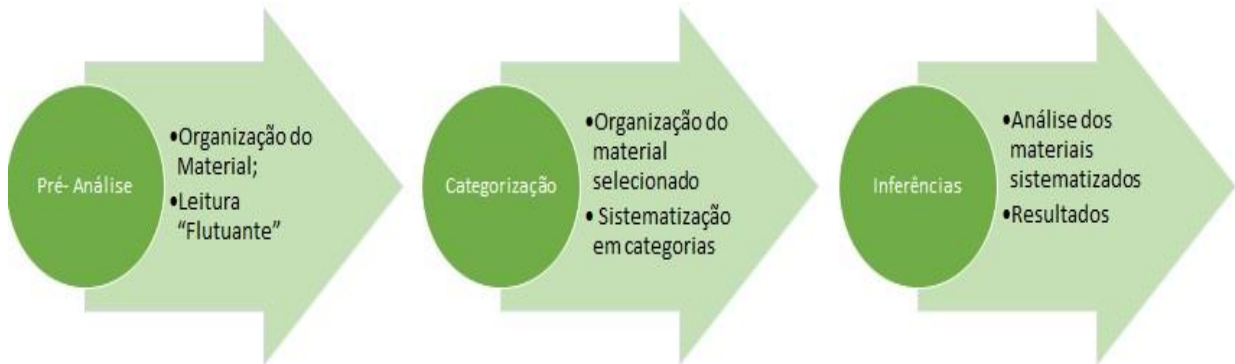 Pré- Análise
•Organização do
Material;
•Leitura
“Flutuante”
Categorização
•Organização do
material
selecionado
• Sistematização
em categorias
Inferências
•Análise dos
materiais
sistematizados
•Resultados